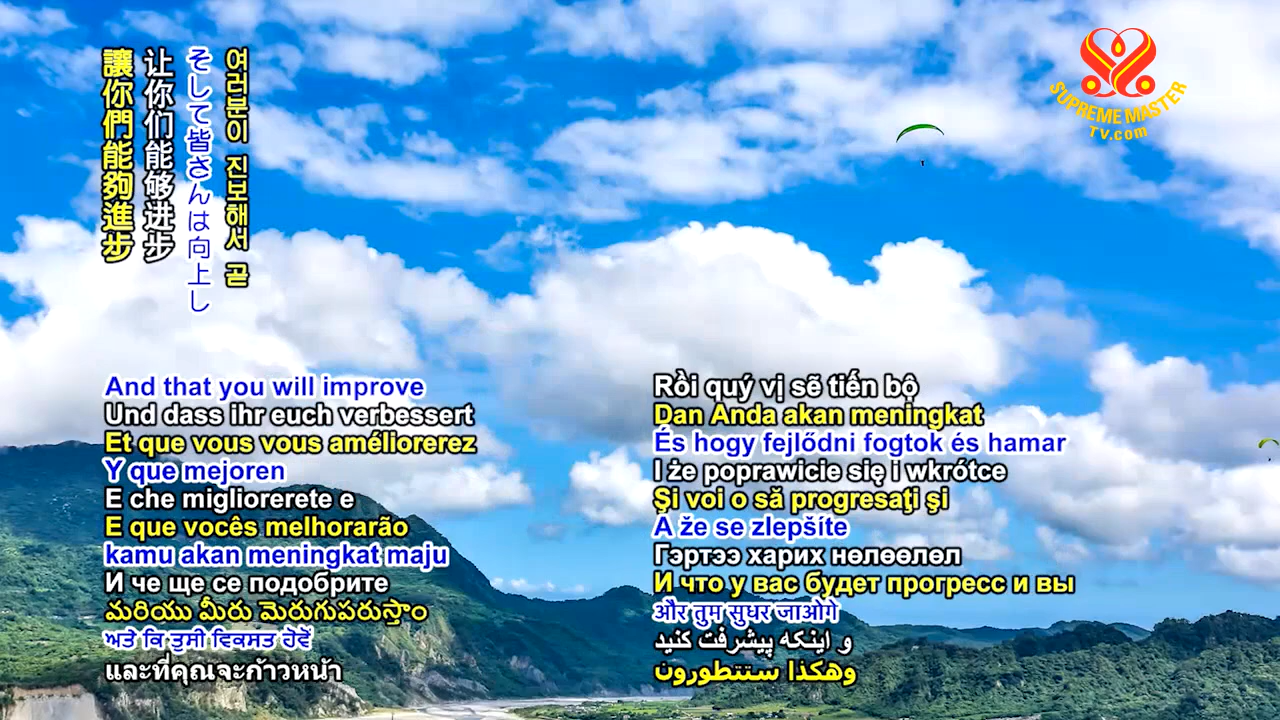 讓你們能夠進步
让你们能够进步
そして皆さんは向上し
여러분이 진보해서 곧
SUPREME MASTER
TV.com
And that you will improve
Und dass ihr euch verbessert
Et que vous vous améliorerez
Y que mejoren
E che migliorerete e
E que vocês melhorarão
kamu akan meningkat maju
И че ще се подобрите
మరియు మీరు మెరుగుపరుస్తాం
ਅਤੇ ਕਿ ਤੁਸੀ ਵਿਕਸਤ ਹੋਵੋਂ
และที่คุณจะก้าวหน้า
Rồi quý vị sẽ tiến bộ
Dan Anda akan meningkat
És hogy fejlődni fogtok és hamar
I że poprawicie się i wkrótce
Şi voi o să progresaţi şi
A že se zlepšíte
Гэртээ харих нөлөөлөл
И что у вас будет прогресс и вы
और तुम सुधर जाओगे
و اینکه پیشرفت کنید
وهكذا ستتطورون